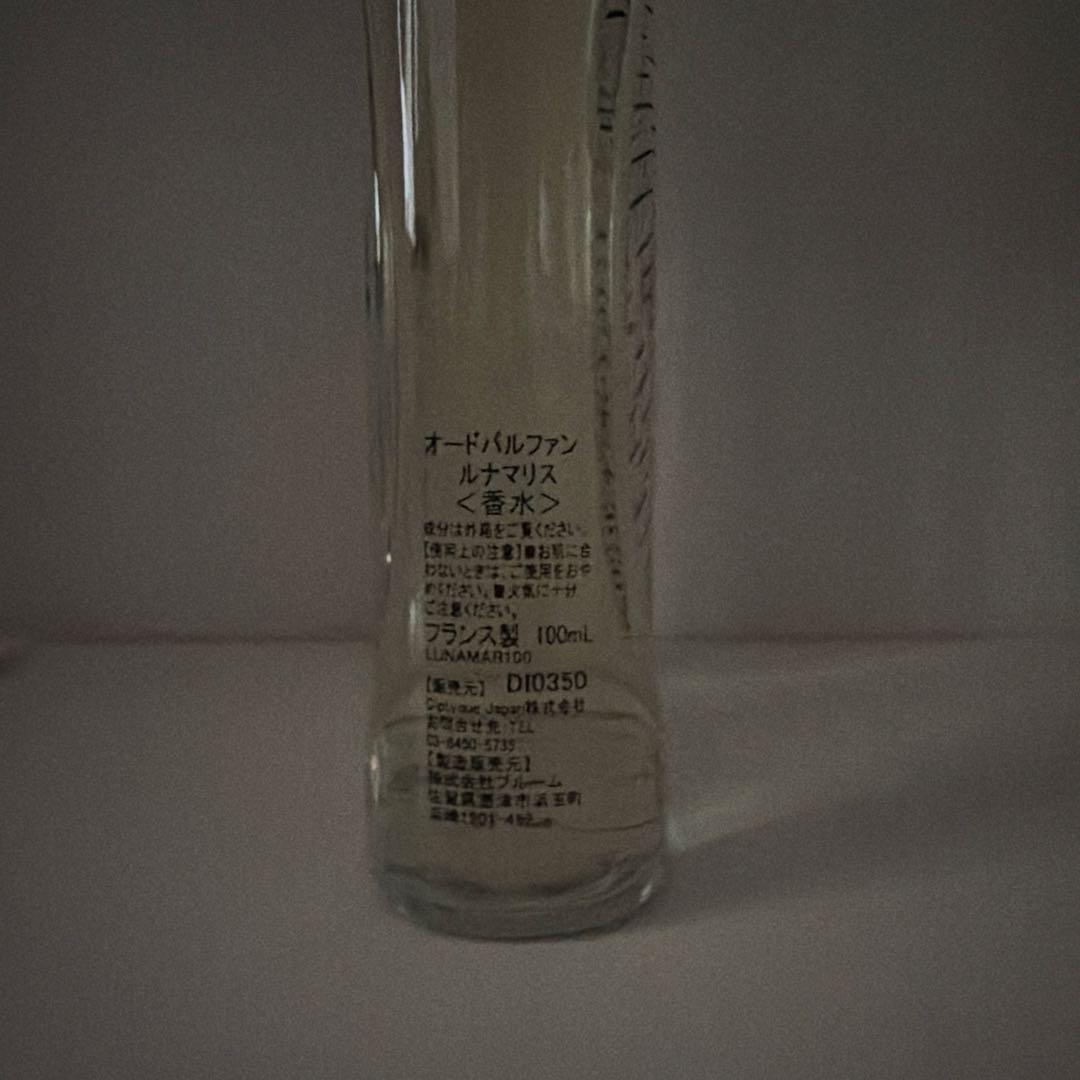 オードパルファン
ルナマリス
＜香水＞
成分は外箱をご覧ください。
【使用上の注意】■お肌に合
わないときは、ご使用をおや
めください。■火気に十分
ご注意ください。
フランス製 100mL
LUNAMAR100
【販売元】 DI0350
Diptyque Japan株式会社
お問合せ先:TEL
03-6450-5735
【製造販売元】
株式会社ブルーム
佐賀県唐津市浜玉町